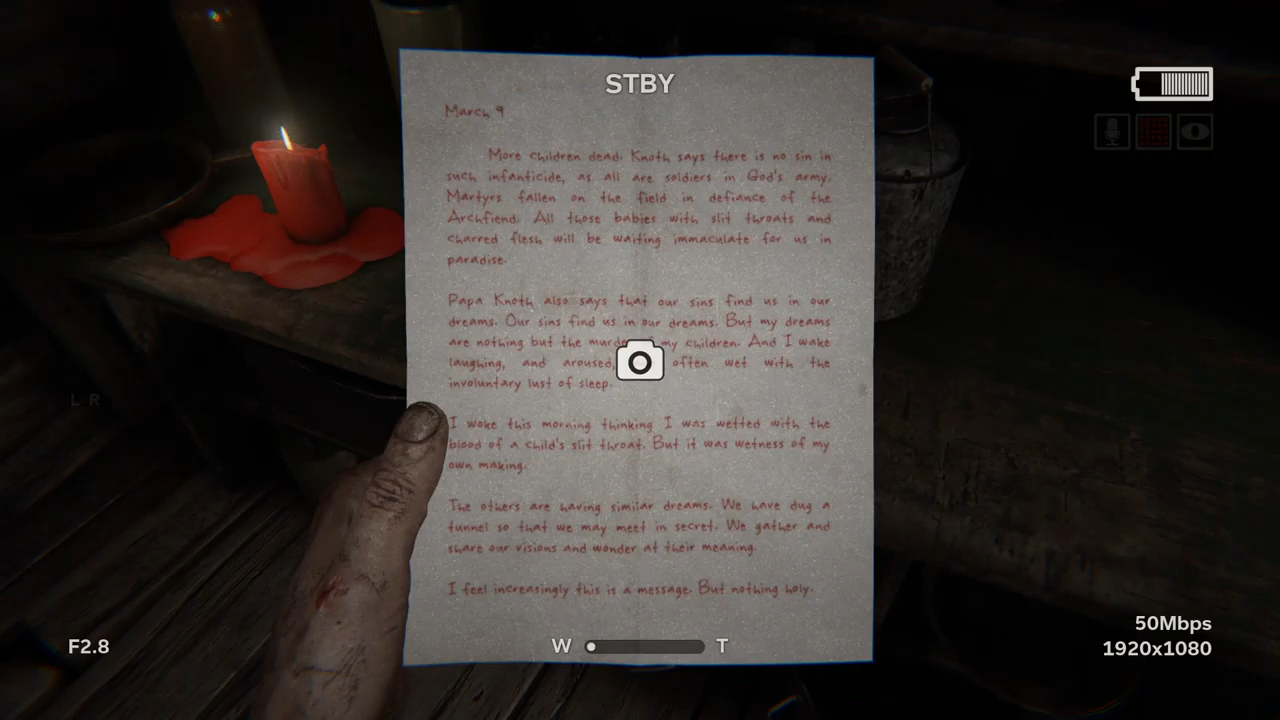 STBY
March 9
More children dead. Knoth says there is no sin in
such infanticide, as all are soldiers in God's army.
Martyrs fallen on the field in defiance of the
Archfiend. All those babies with slit throats and
charred flesh will be waiting immaculate for us in
paradise.
Papa Knoth also says that our sins find us in our
dreams. Our sins find us in our dreams. But my dreams
are nothing but the my children. And I wake
laughing, and aroused, often wet with the
involuntary lust of sleep.
I woke this morning thinking I was wetted with the
blood of a child's slit throat. But it was wetness of my
own making.
The others are having similar dreams. We have dug a
tunnel so that we may meet in secret. We gather and
share our visions and wonder at their meaning.
I feel increasingly this is a message. But nothing holy.
L R
F2.8
W T
50Mbps
1920x1080